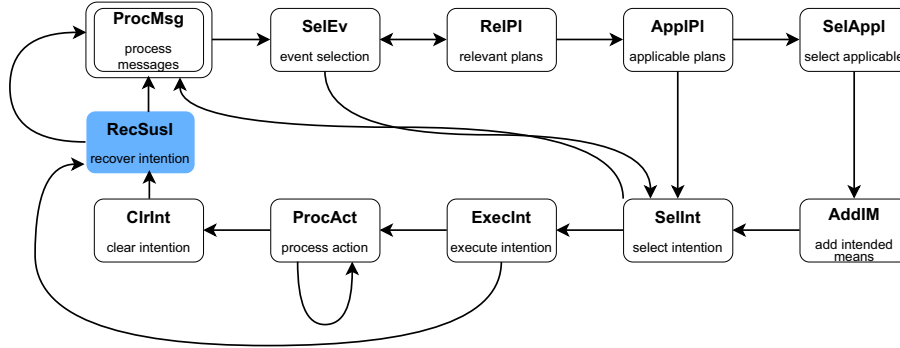 ProcMsg
process
messages
SelEv
event selection
RelPl
relevant plans
ApplPl
applicable plans
SelAppl
select applicable
RecSusI
recover intention
ClrInt
clear intention
ProcAct
process action
ExecInt
execute intention
SelInt
select intention
AddIM
add intended
means